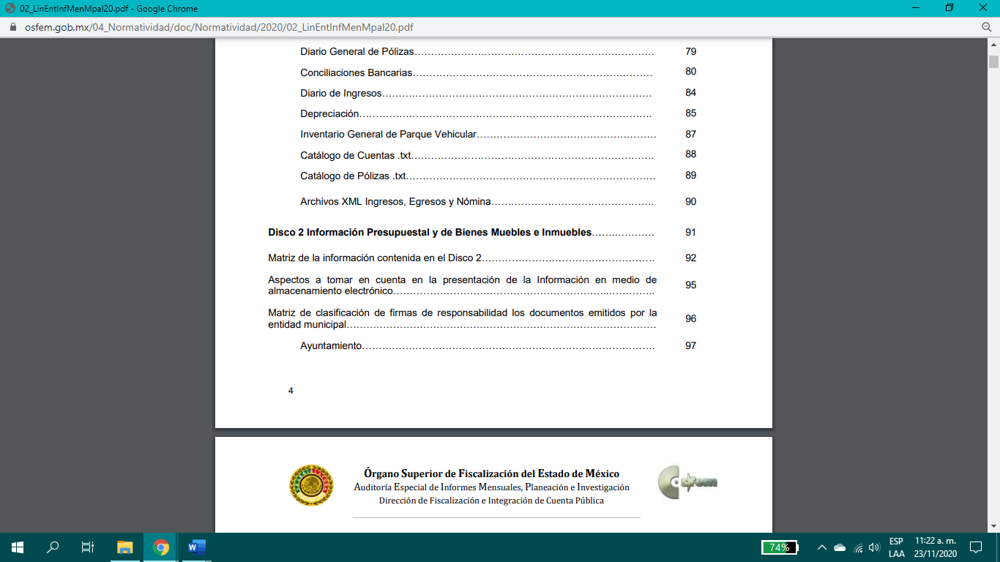 02_LinEntInfMenMpal20.pdf - Google Chrome
osfem.gob.mx/04_Normatividad/doc/Normatividad/2020/02_LinEntInfMenMpal20.pdf
Diario General de Pólizas……………………………………………………………… 79
Conciliaciones Bancarias……………………………………………………….……… 80
Diario de Ingresos………………………………………………………………………. 84
Depreciación……………………………………………………………………….……. 85
Inventario General de Parque Vehicular……………………………………….……… 87
Catálogo de Cuentas .txt………………………………………………………….……. 88
Catálogo de Pólizas .txt………………………………………………………………… 89
Archivos XML Ingresos, Egresos y Nómina…………………………………………. 90
Disco 2 Información Presupuestal y de Bienes Muebles e Inmuebles……………… 91
Matriz de la información contenida en el Disco 2……………………………………………. 92
Aspectos a tomar en cuenta en la presentación de la Información en medio de
almacenamiento electrónico…………………………………………………………………….. 95
Matriz de clasificación de firmas de responsabilidad los documentos emitidos por la
entidad municipal………………………………………………………………………………… 96
Ayuntamiento……………………………………………………………………………. 97
4
Órgano Superior de Fiscalización del Estado de México
Auditoría Especial de Informes Mensuales, Planeación e Investigación
Dirección de Fiscalización e Integración de Cuenta Pública
osfem
74%
ESP
LAA
11:22 a. m.
23/11/2020